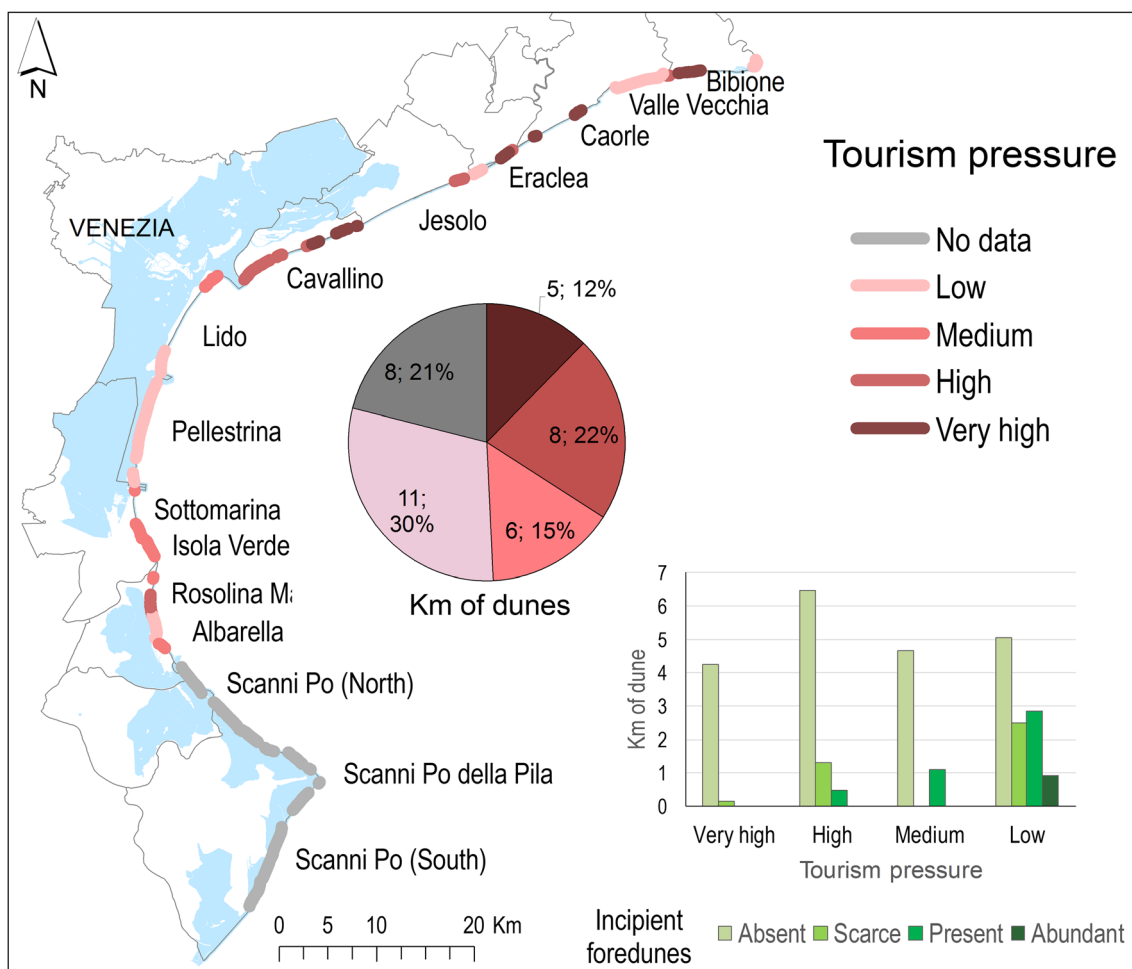 N
Bibione
Valle Vecchia
Caorle
Eraclea
Jesolo
VENEZIA
Cavallino
Lido
Pellestrina
Sottomarina
Isola Verde
Rosolina Ma
Albarella
Scanni Po (North)
Scanni Po della Pila
Scanni Po (South)
0 5 10 20 Km
Tourism pressure
No data
Low
Medium
High
Very high
5; 12%
8; 21%
8; 22%
11;
30%
6; 15%
Km of dunes
Km of dune
7
6
5
4
3
2
1
0
Very high High Medium Low
Tourism pressure
Incipient
foredunes
Absent Scarce Present Abundant